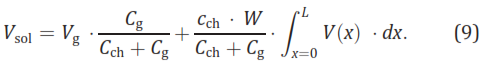 V_sol = V_g · C_g / (C_ch + C_g) + (c_ch · W) / (C_ch + C_g) · ∫_{x=0}^{L} V(x) · dx. (9)